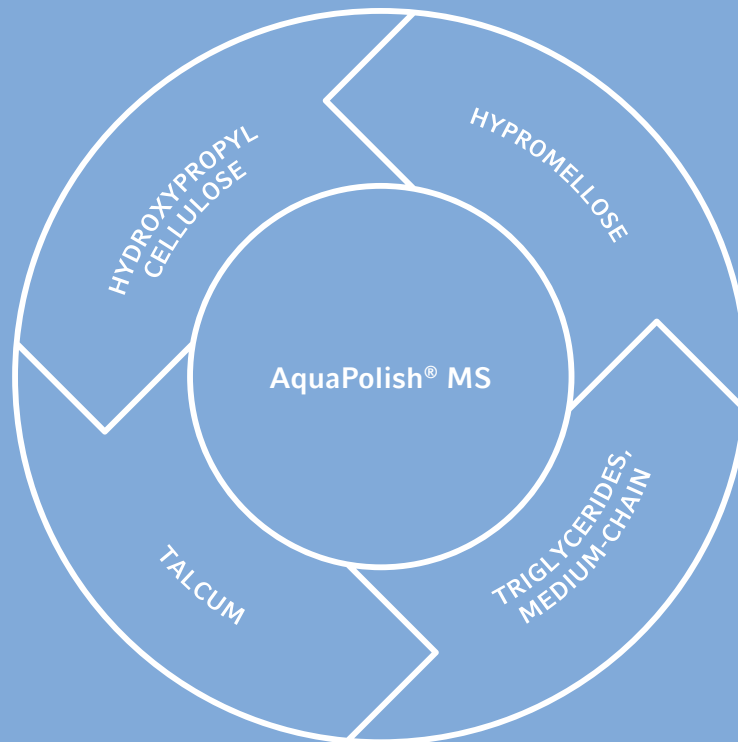 HYDROXYPROPYL
CELLULOSE
HYPROMELLOSE
AquaPolish® MS
TRIGLYCERIDES,
MEDIUM-CHAIN
TALCUM